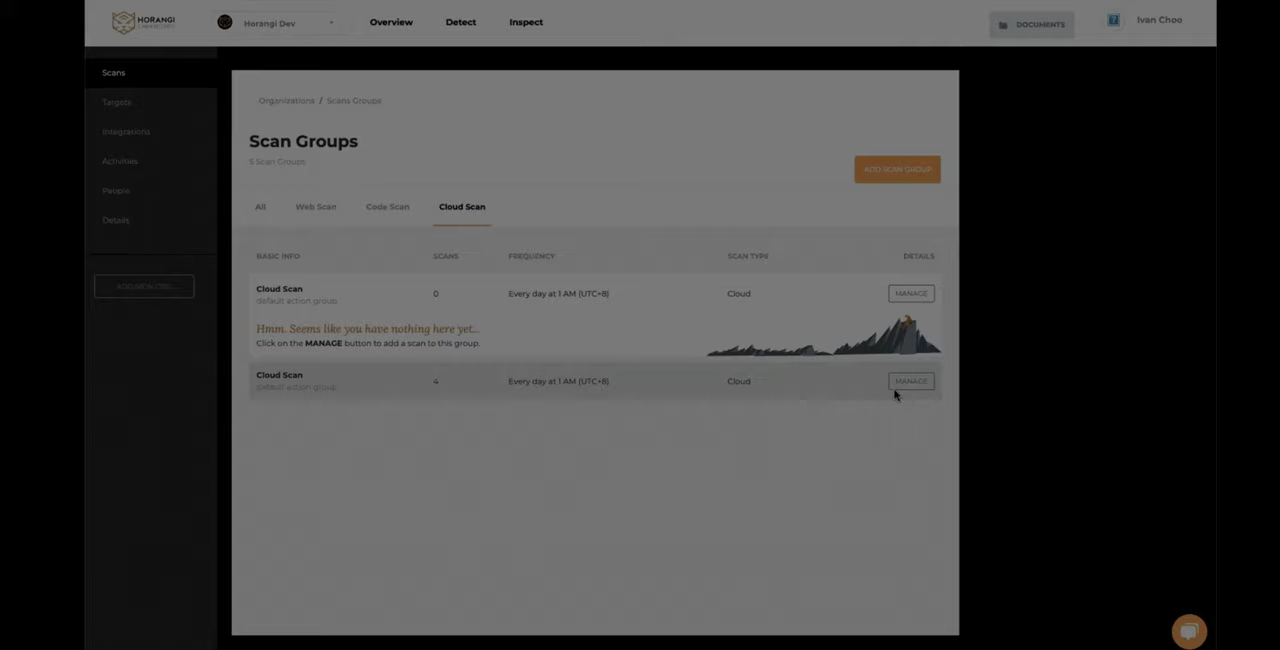 HORANGI
Horangi Dev
Overview
Detect
Inspect
DOCUMENTS
Ivan Choo
Scans
Targets
Integrations
Activities
People
Details
Organizations / Scans Groups
Scan Groups
5 Scan Groups
ADD SCAN GROUP
All
Web Scan
Code Scan
Cloud Scan
BASIC INFO
SCANS
FREQUENCY
SCAN TYPE
DETAILS
Cloud Scan
default action group
0
Every day at 1 AM (UTC+8)
Cloud
MANAGE
Hmm. Seems like you have nothing here yet...
Click on the MANAGE button to add a scan to this group.
Cloud Scan
default action group
4
Every day at 1 AM (UTC+8)
Cloud
MANAGE